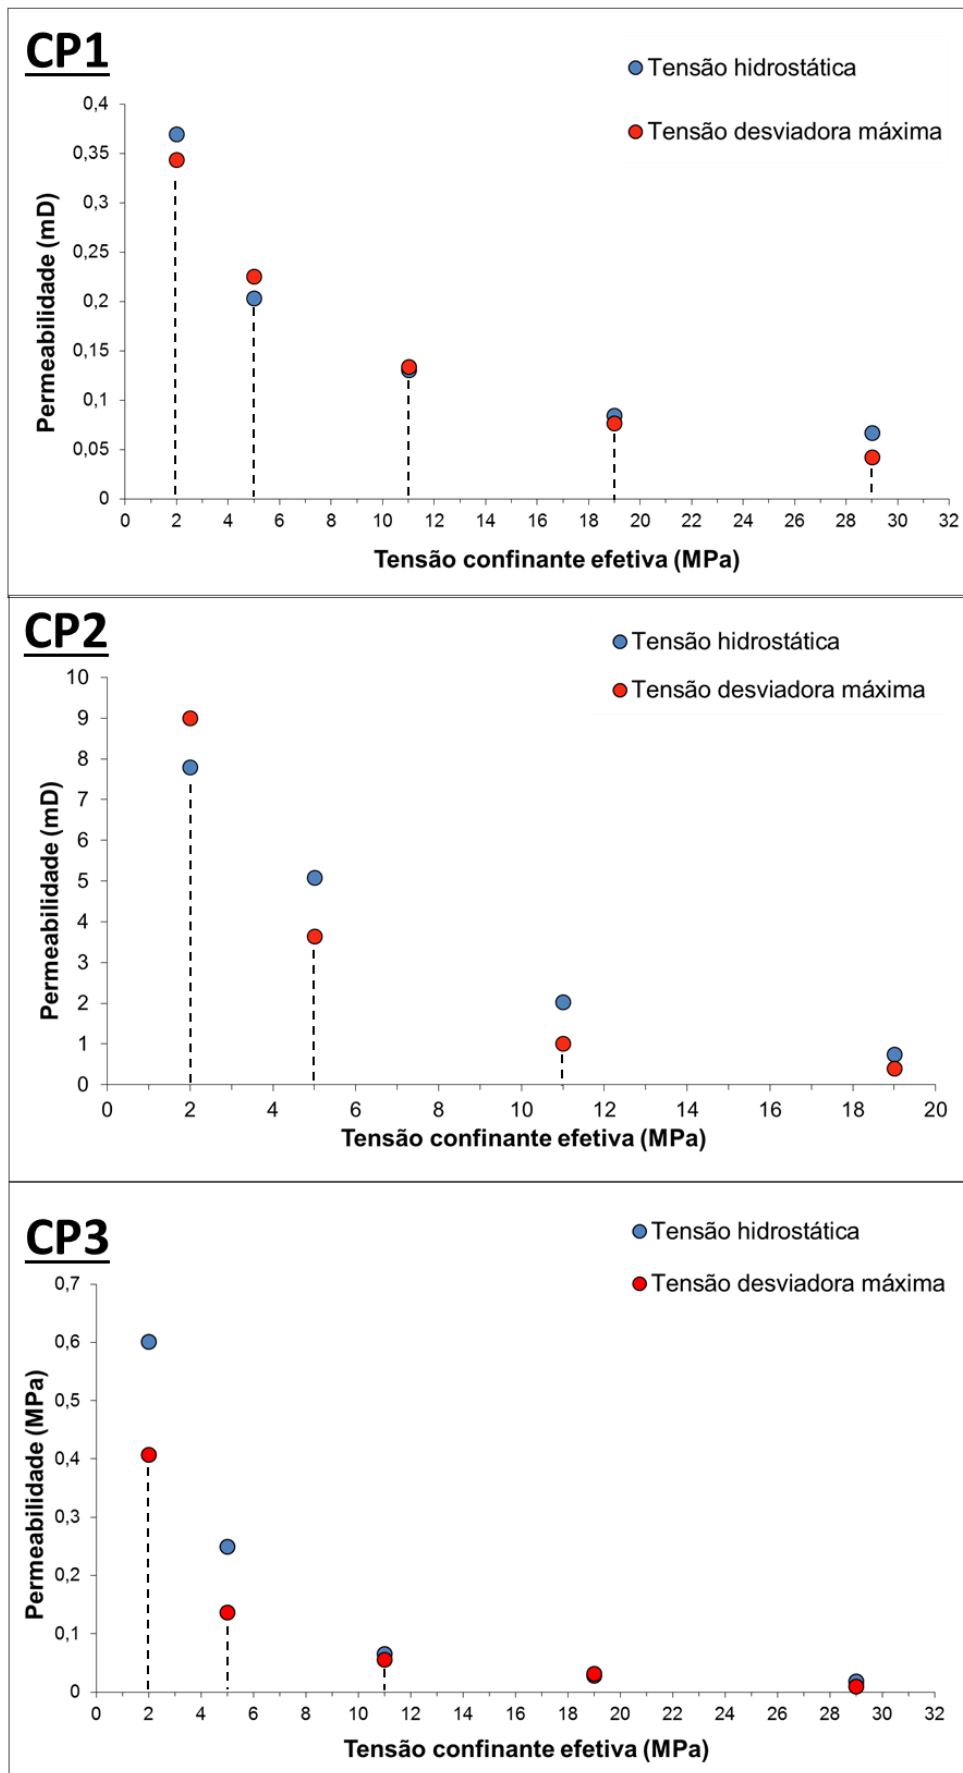 CP1
Tensão hidrostática
Tensão desviadora máxima
Permeabilidade (mD)
0,4
0,35
0,3
0,25
0,2
0,15
0,1
0,05
0
0 2 4 6 8 10 12 14 16 18 20 22 24 26 28 30 32
Tensão confinante efetiva (MPa)
CP2
Tensão hidrostática
Tensão desviadora máxima
Permeabilidade (mD)
10
9
8
7
6
5
4
3
2
1
0
0 2 4 6 8 10 12 14 16 18 20
Tensão confinante efetiva (MPa)
CP3
Tensão hidrostática
Tensão desviadora máxima
Permeabilidade (MPa)
0,7
0,6
0,5
0,4
0,3
0,2
0,1
0
0 2 4 6 8 10 12 14 16 18 20 22 24 26 28 30 32
Tensão confinante efetiva (MPa)